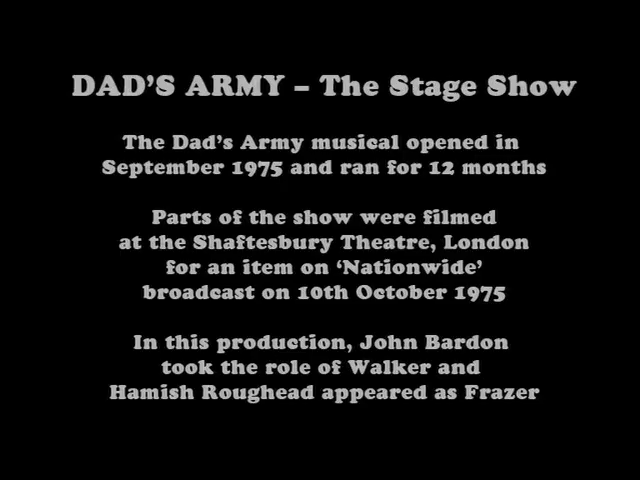 DAD’S ARMY – The Stage Show
The Dad’s Army musical opened in
September 1975 and ran for 12 months
Parts of the show were filmed
at the Shaftesbury Theatre, London
for an item on ‘Nationwide’
broadcast on 10th October 1975
In this production, John Bardon
took the role of Walker and
Hamish Roughead appeared as Frazer